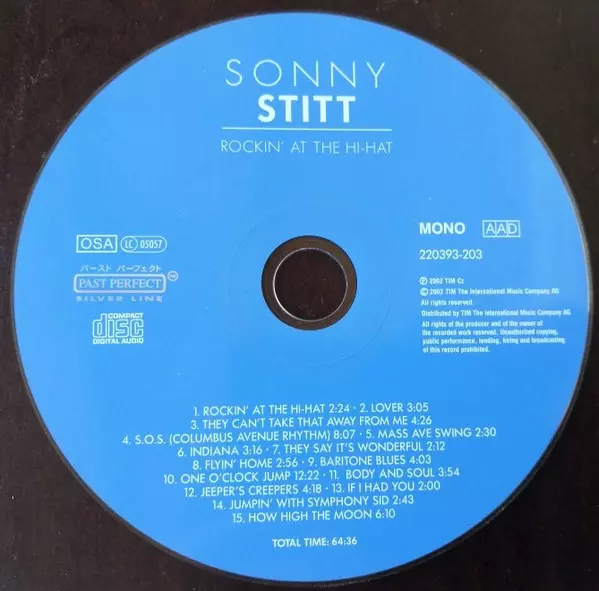 SONNY
STITT
ROCKIN' AT THE HI-HAT
OSA LC 05057
パースト パーフェクト
PAST PERFECT TM
SILVER LINE
COMPACT
disc
DIGITAL AUDIO
MONO AAD
220393-203
℗ 2002 TIM Cz
© 2002 TIM The International Music Company AG
All rights reserved.
Distributed by TIM The International Music Company AG
All rights of the producer and of the owner of
the recorded work reserved. Unauthorized copying,
public performance, lending, hiring and broadcasting
of this record prohibited.
1. ROCKIN' AT THE HI-HAT 2:24 · 2. LOVER 3:05
3. THEY CAN'T TAKE THAT AWAY FROM ME 4:26
4. S.O.S. (COLUMBUS AVENUE RHYTHM) 8:07 · 5. MASS AVE SWING 2:30
6. INDIANA 3:16 · 7. THEY SAY IT'S WONDERFUL 2:12
8. FLYIN' HOME 2:56 · 9. BARITONE BLUES 4:03
10. ONE O'CLOCK JUMP 12:22 · 11. BODY AND SOUL 3:54
12. JEEPER'S CREEPERS 4:18 · 13. IF I HAD YOU 2:00
14. JUMPIN' WITH SYMPHONY SID 2:43
15. HOW HIGH THE MOON 6:10
TOTAL TIME: 64:36